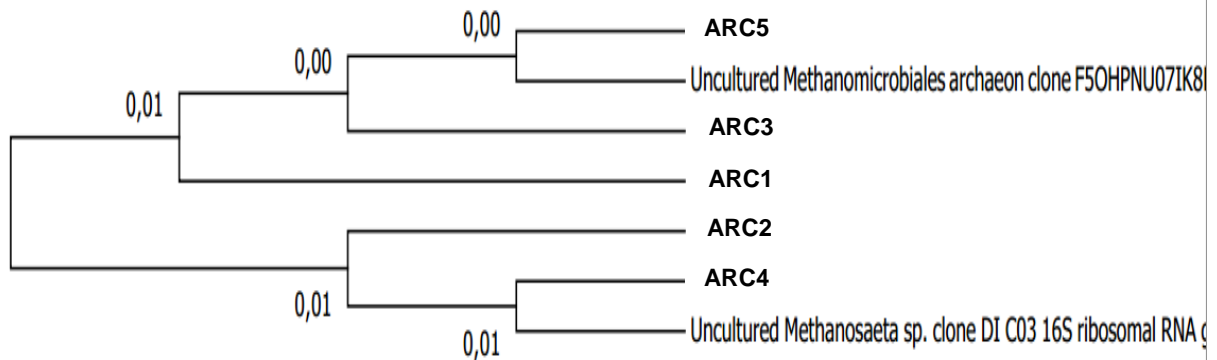 0,00
ARC5
0,00
Uncultured Methanomicrobiales archaeon clone
0,01
ARC3
ARC1
ARC2
ARC4
0,01
Uncultured Methanosaeta sp. clone DI C03 16S ribosomal RNA
0,01